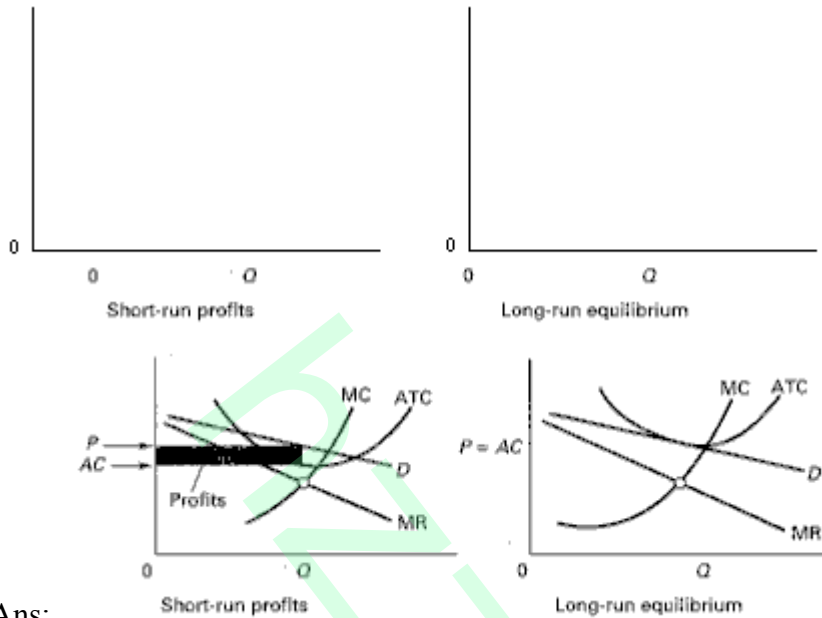 0 0
0 Q 0 Q
Short-run profits Long-run equilibrium
MC ATC MC ATC
P P = AC
AC D D
Profits
MR MR
0 Q 0 Q
Ans: Short-run profits Long-run equilibrium